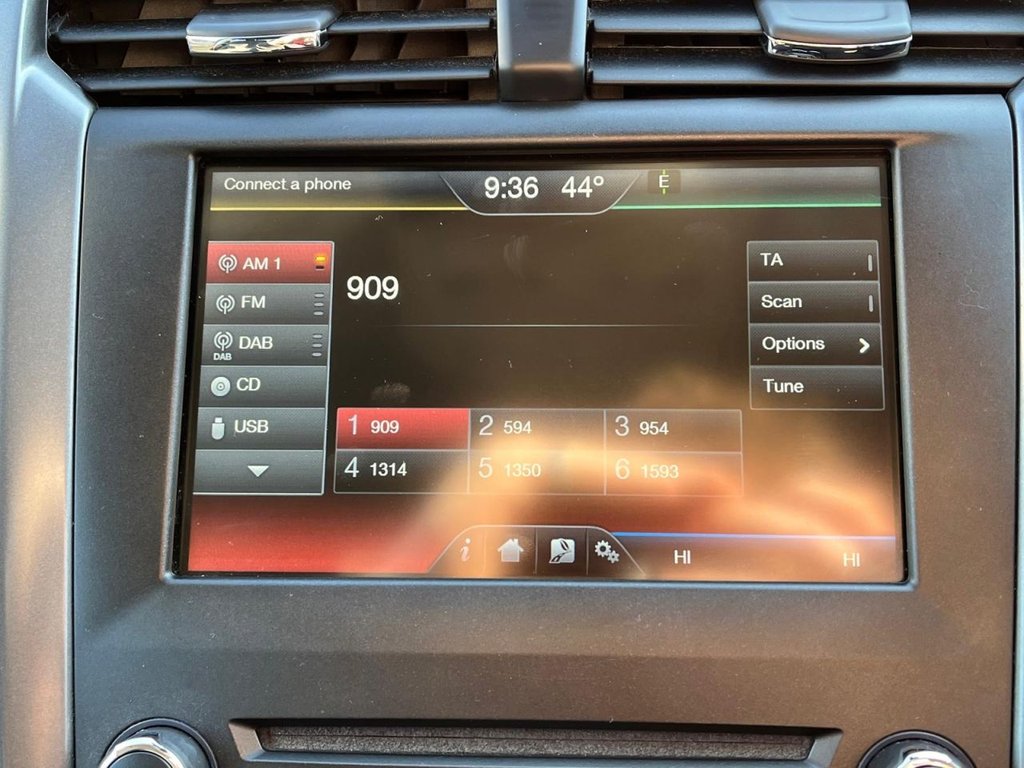 Connect a phone 9:36 44° E
AM 1
909
TA
FM
Scan
DAB
DAB
Options
CD
Tune
USB
1 909 2 594 3 954
4 1314 5 1350 6 1593
i HI HI